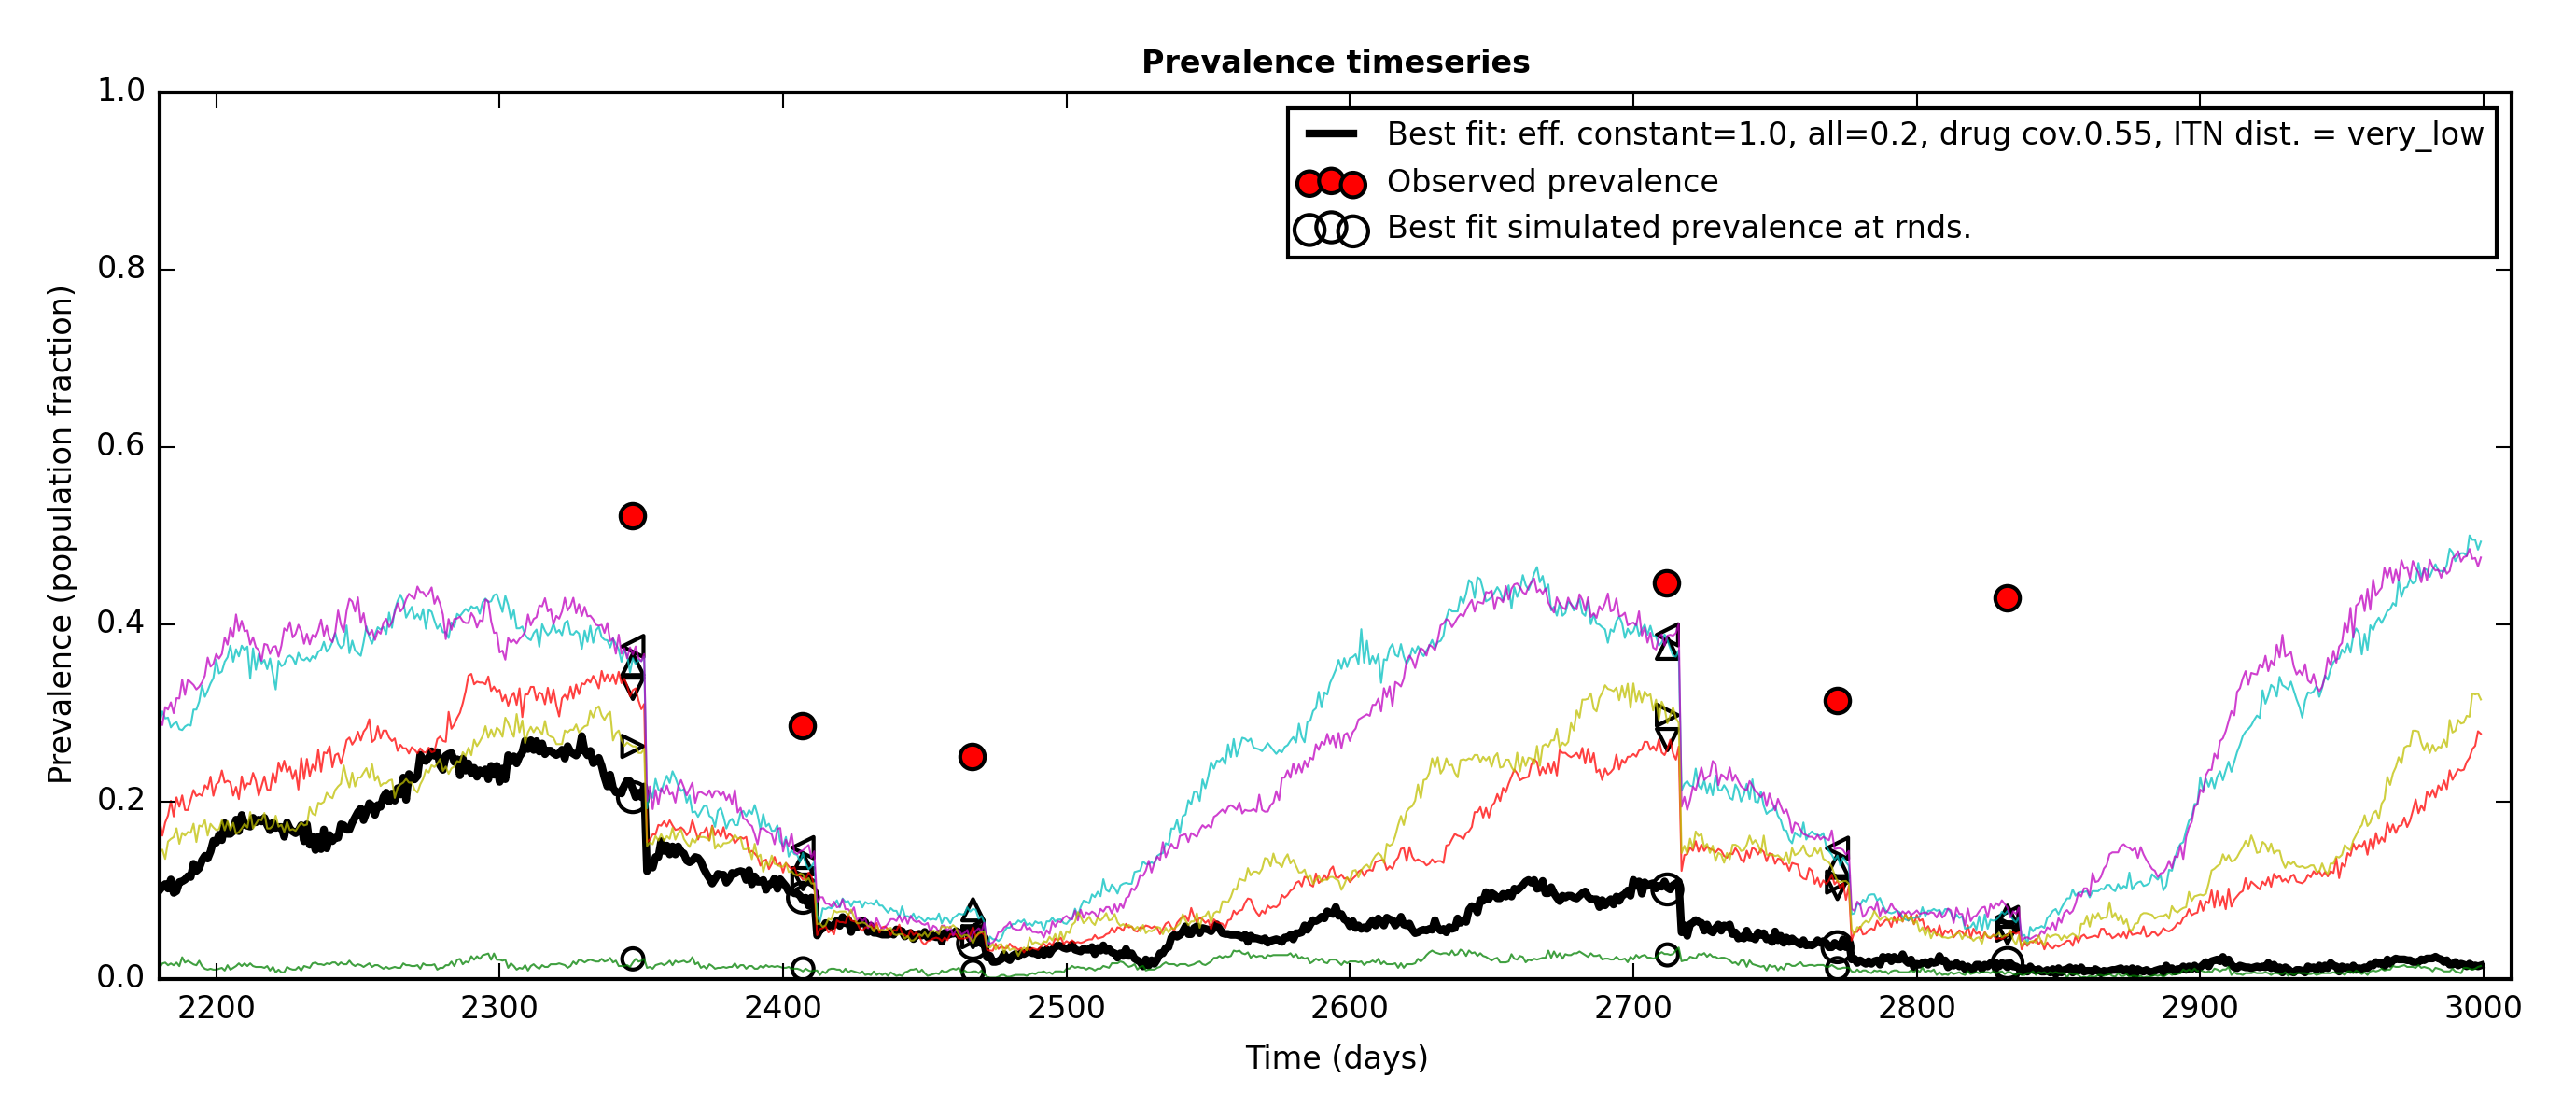 Prevalence timeseries
1.0
0.8
0.6
0.4
0.2
0.0
Prevalence (population fraction)
Best fit: eff. constant=1.0, all=0.2, drug cov.0.55, ITN dist. = very_low
Observed prevalence
Best fit simulated prevalence at rnds.
2200 2300 2400 2500 2600 2700 2800 2900 3000
Time (days)